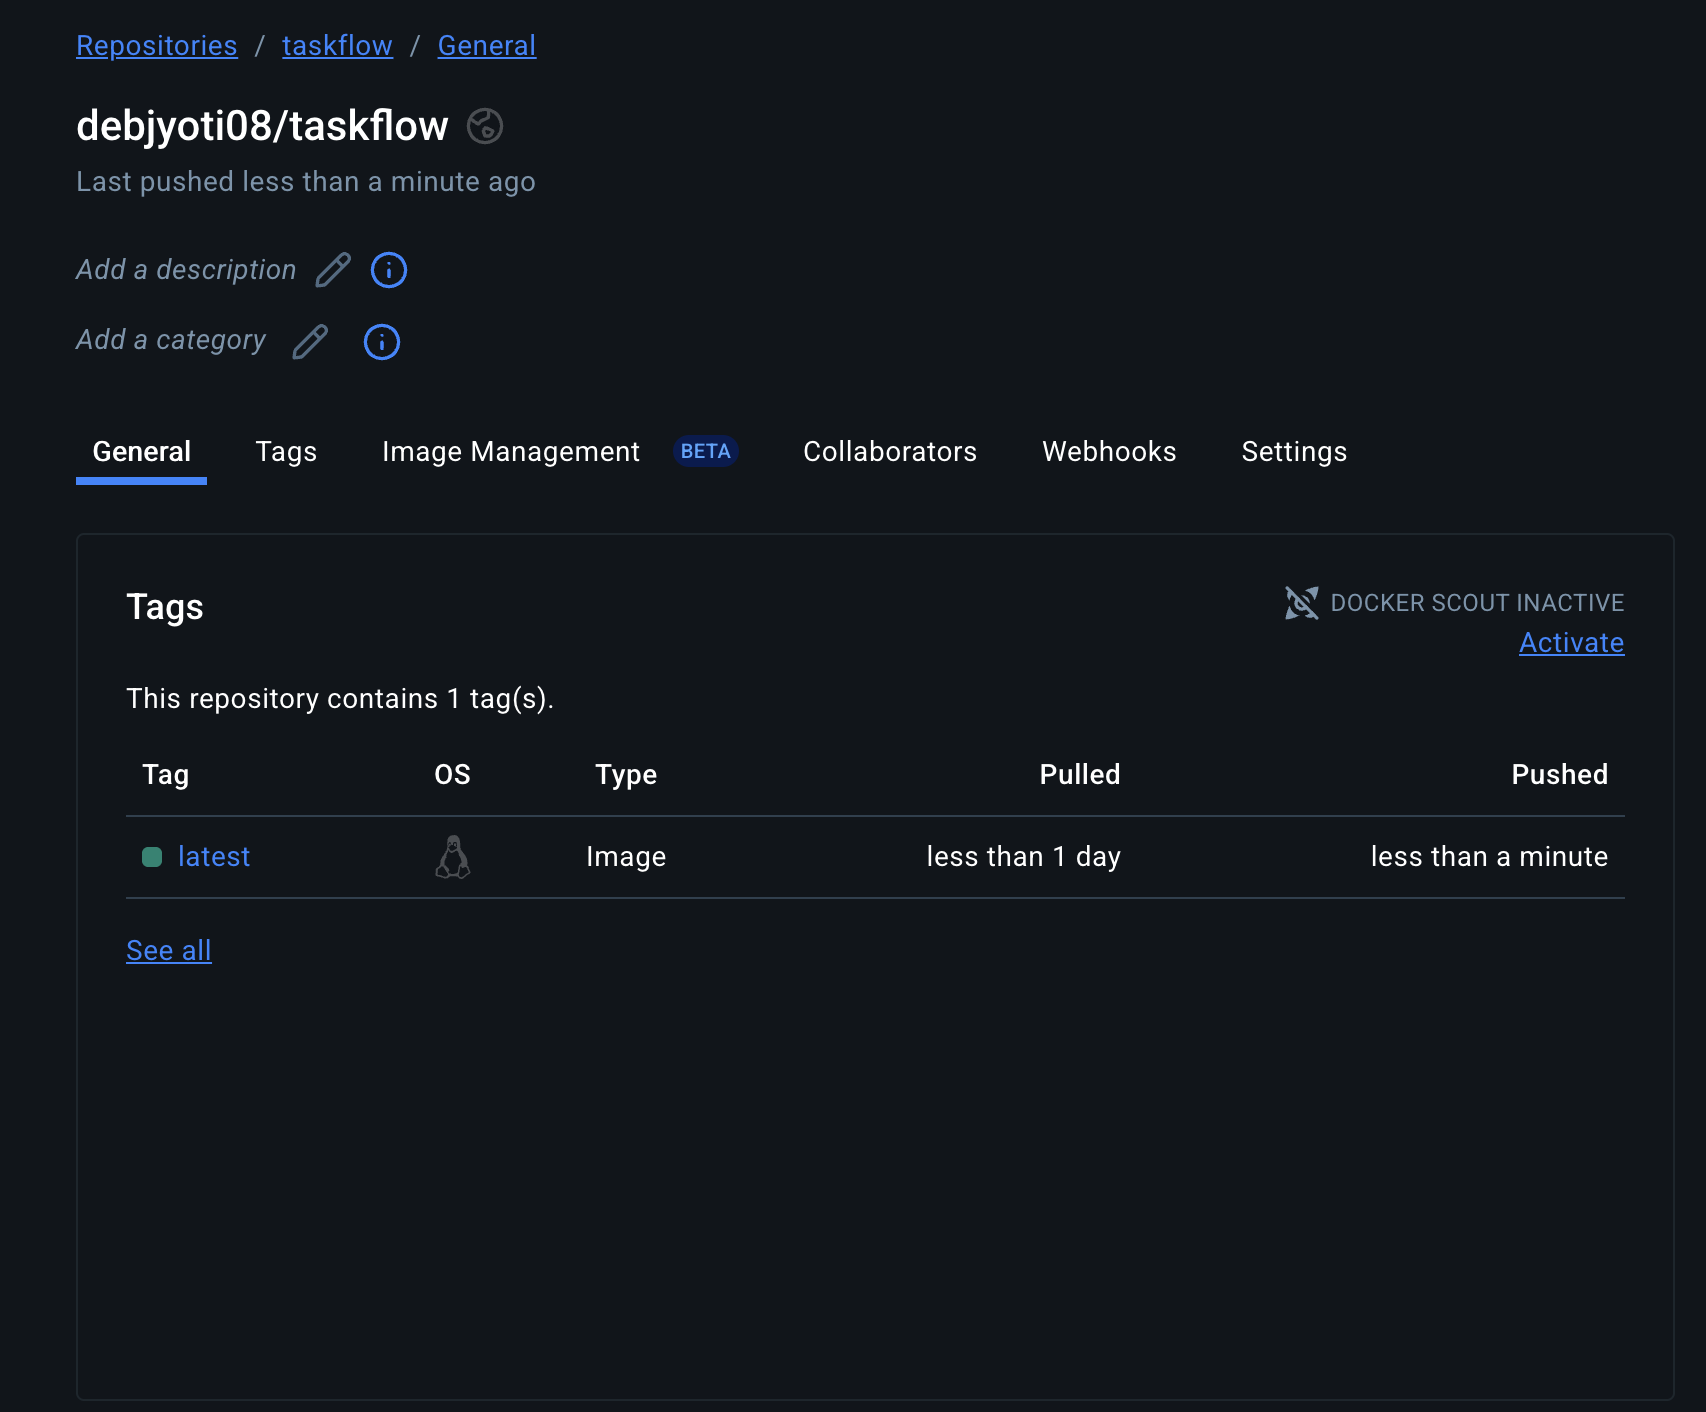 Repositories / taskflow / General
debjyoti08/taskflow
Last pushed less than a minute ago
Add a description
Add a category
General Tags Image Management BETA Collaborators Webhooks Settings
Tags
DOCKER SCOUT INACTIVE
Activate
This repository contains 1 tag(s).
Tag OS Type Pulled Pushed
latest Image less than 1 day less than a minute
See all